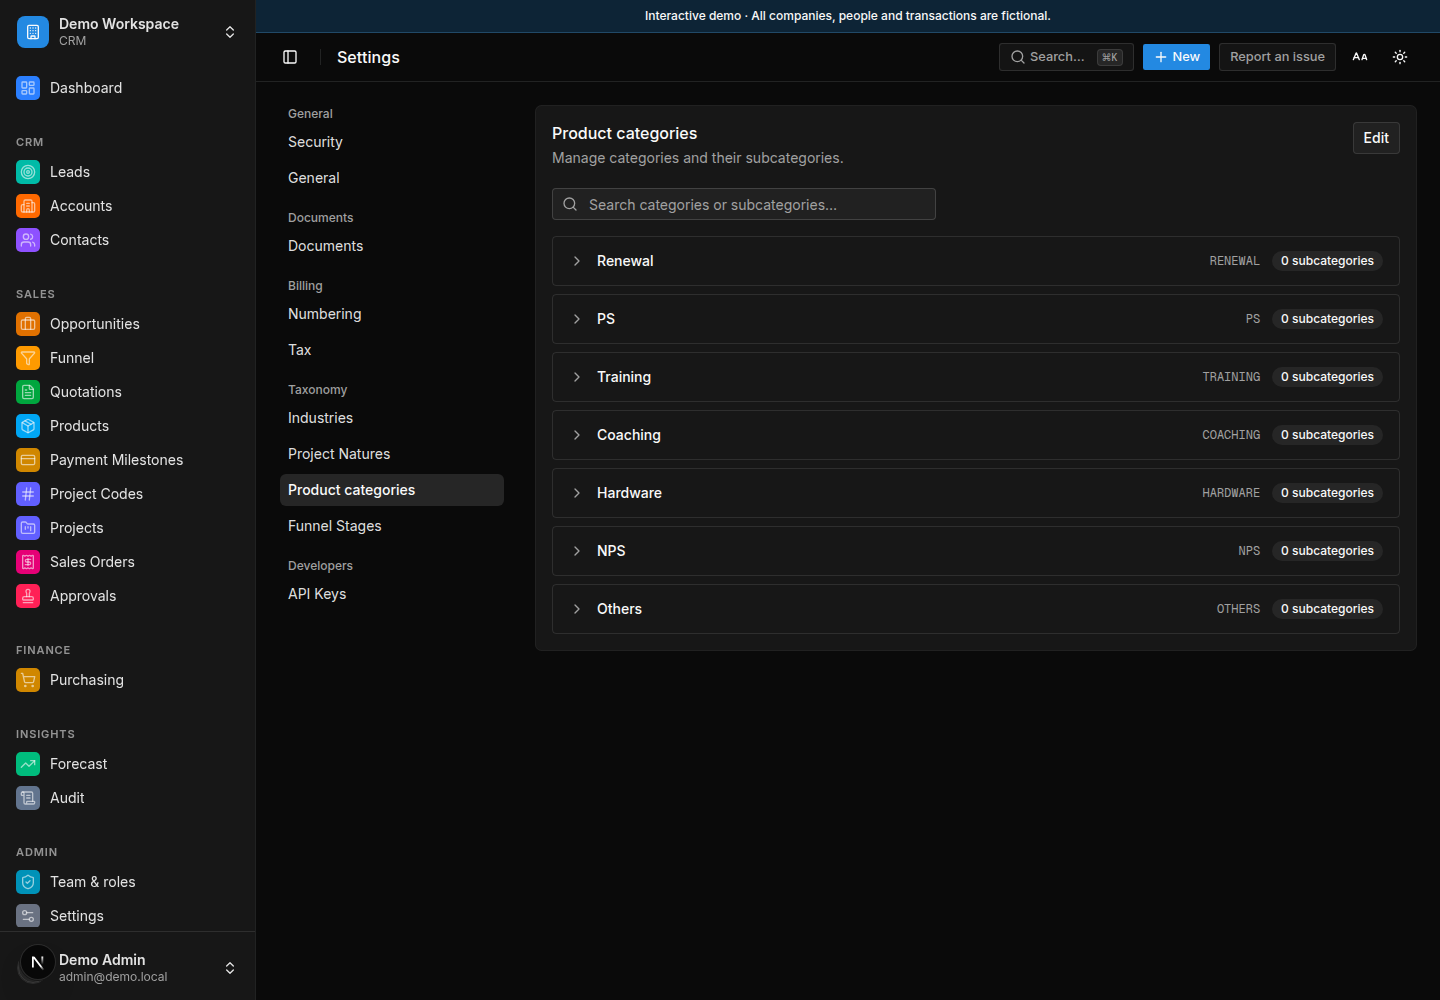 Demo Workspace
CRM
Dashboard
CRM
Leads
Accounts
Contacts
SALES
Opportunities
Funnel
Quotations
Products
Payment Milestones
Project Codes
Projects
Sales Orders
Approvals
FINANCE
Purchasing
INSIGHTS
Forecast
Audit
ADMIN
Team & roles
Settings
N
Demo Admin
admin@demo.local
Interactive demo · All companies, people and transactions are fictional.
Settings
Search... ⌘K
New
Report an issue
AA
General
Security
General
Documents
Documents
Billing
Numbering
Tax
Taxonomy
Industries
Project Natures
Product categories
Funnel Stages
Developers
API Keys
Product categories
Edit
Manage categories and their subcategories.
Search categories or subcategories...
Renewal RENEWAL 0 subcategories
PS PS 0 subcategories
Training TRAINING 0 subcategories
Coaching COACHING 0 subcategories
Hardware HARDWARE 0 subcategories
NPS NPS 0 subcategories
Others OTHERS 0 subcategories